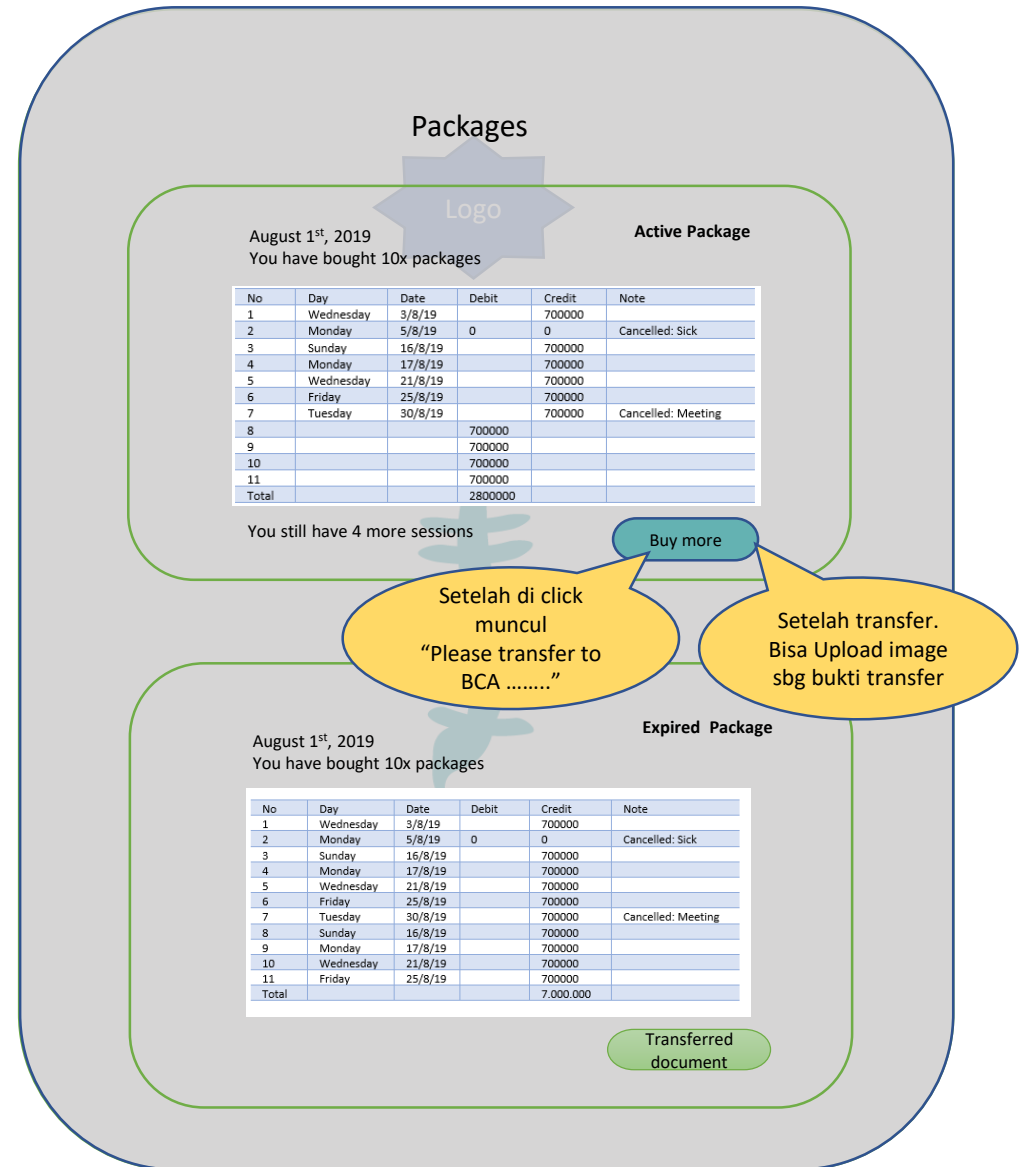 Packages
Logo
August 1st, 2019
Active Package
You have bought 10x packages
No Day Date Debit Credit Note
1 Wednesday 3/8/19 700000
2 Monday 5/8/19 0 0 Cancelled: Sick
3 Sunday 16/8/19 700000
4 Monday 17/8/19 700000
5 Wednesday 21/8/19 700000
6 Friday 25/8/19 700000
7 Tuesday 30/8/19 700000 Cancelled: Meeting
8 700000
9 700000
10 700000
11 700000
Total 2800000
You still have 4 more sessions
Buy more
Setelah di click
muncul
“Please transfer to
BCA ……..”
Setelah transfer.
Bisa Upload image
sbg bukti transfer
Expired Package
August 1st, 2019
You have bought 10x packages
No Day Date Debit Credit Note
1 Wednesday 3/8/19 700000
2 Monday 5/8/19 0 0 Cancelled: Sick
3 Sunday 16/8/19 700000
4 Monday 17/8/19 700000
5 Wednesday 21/8/19 700000
6 Friday 25/8/19 700000
7 Tuesday 30/8/19 700000 Cancelled: Meeting
8 Sunday 16/8/19 700000
9 Monday 17/8/19 700000
10 Wednesday 21/8/19 700000
11 Friday 25/8/19 700000
Total 7.000.000
Transferred
document